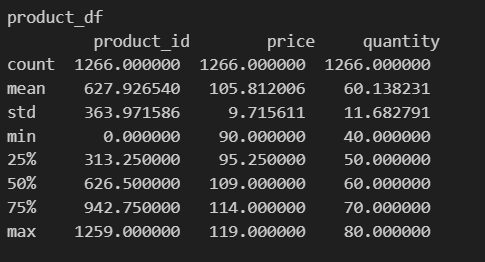 product_df
product_id price quantity
count 1266.000000 1266.000000 1266.000000
mean 627.926540 105.812006 60.138231
std 363.971586 9.715611 11.682791
min 0.000000 90.000000 40.000000
25% 313.250000 95.250000 50.000000
50% 626.500000 109.000000 60.000000
75% 942.750000 114.000000 70.000000
max 1259.000000 119.000000 80.000000